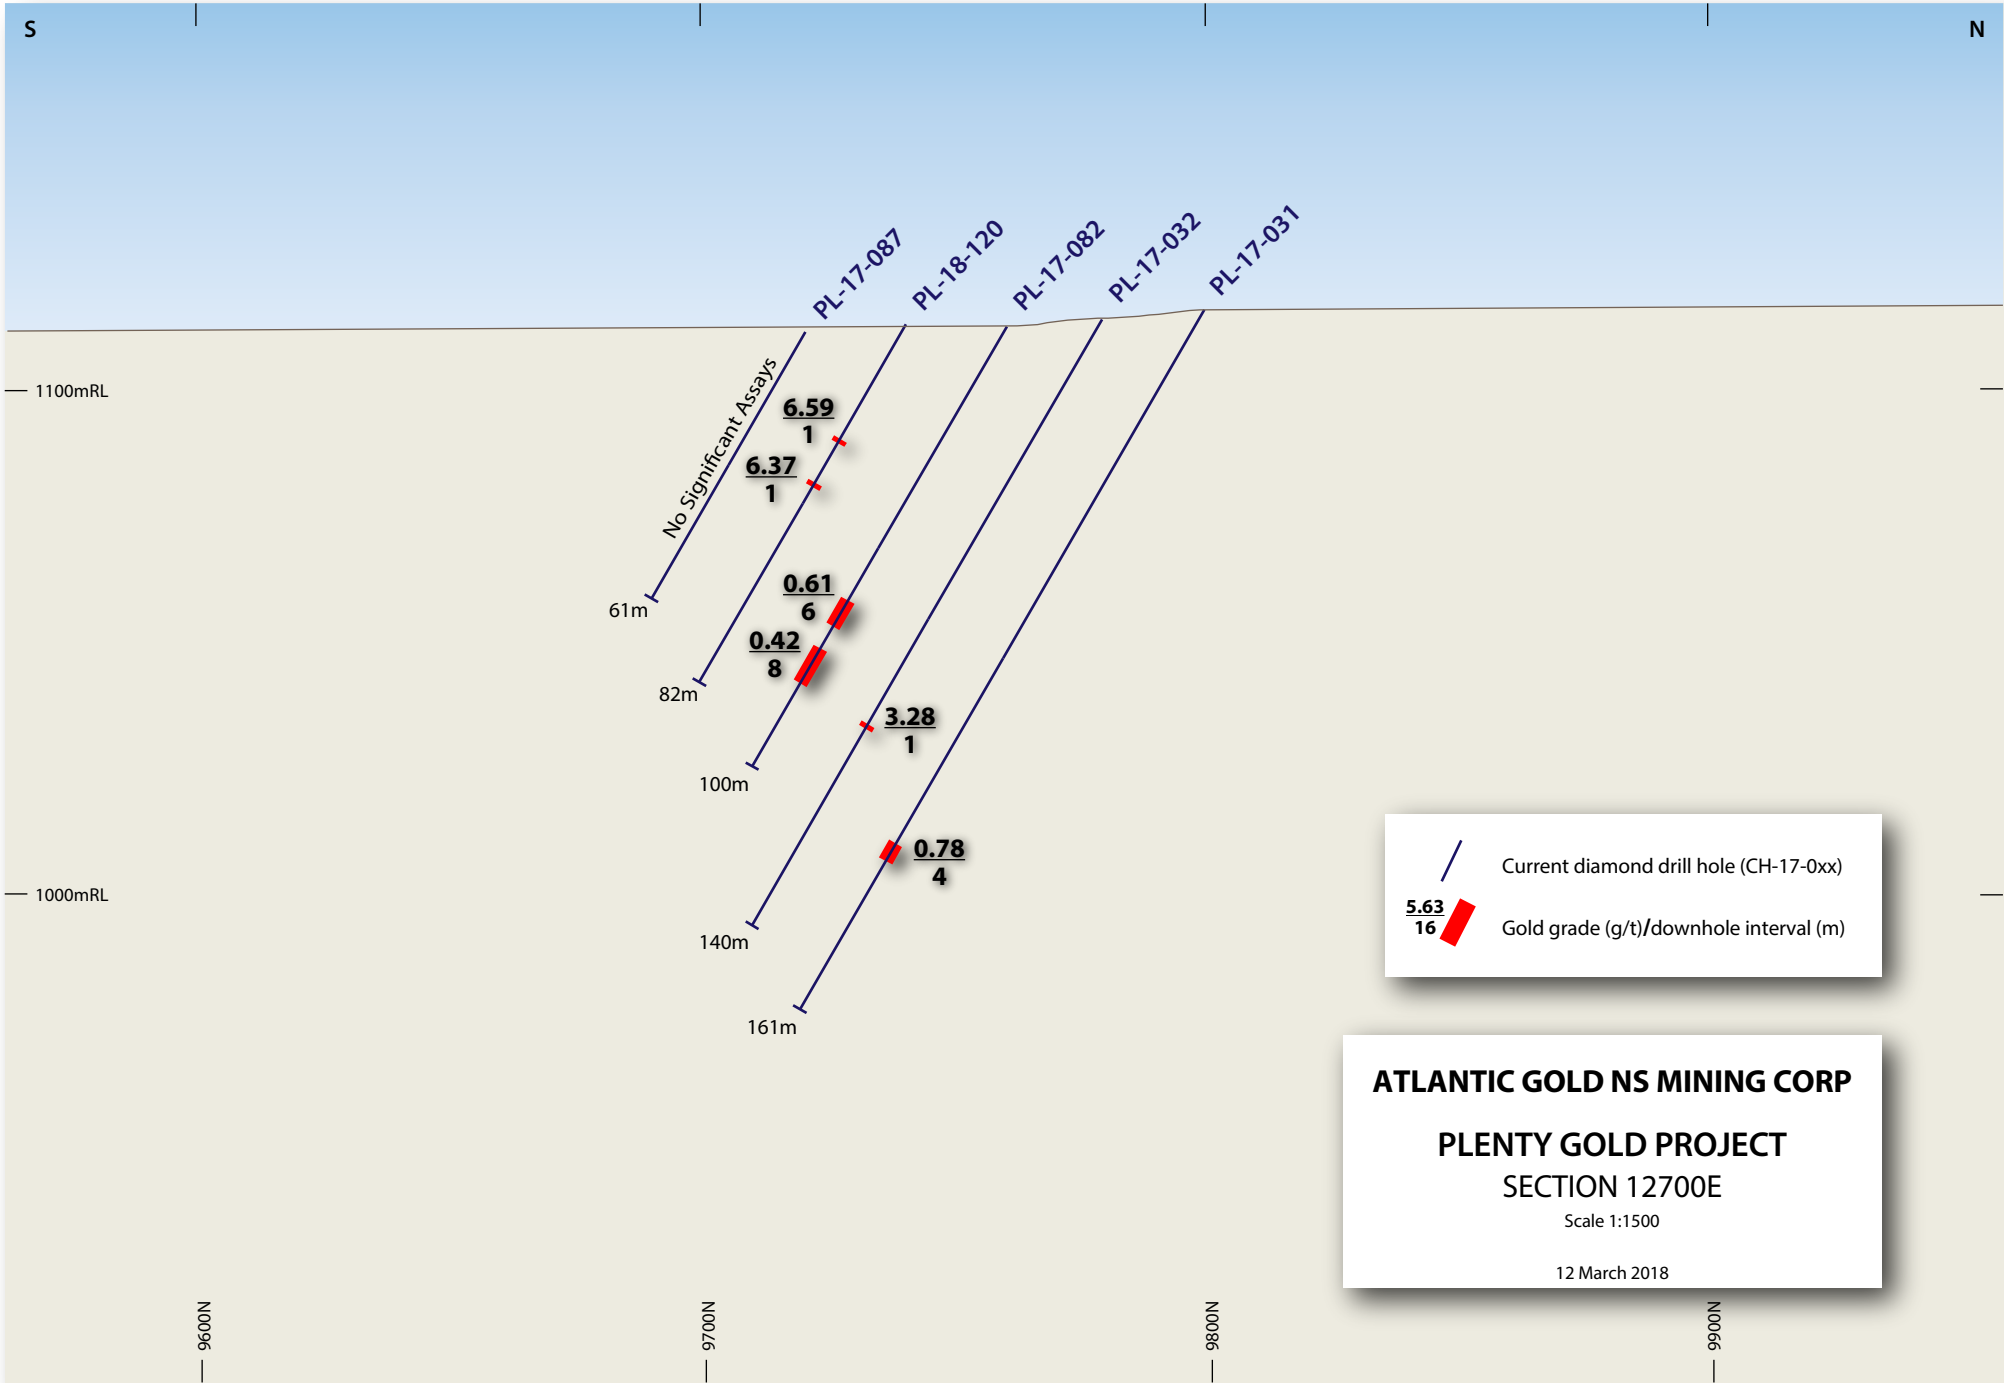 S
N
PL-17-087
PL-18-120
PL-17-082
PL-17-032
PL-17-031
1100mRL
No Significant Assays
6.59
1
6.37
1
0.61
6
61m
0.42
8
82m
3.28
1
100m
0.78
4
1000mRL
140m
161m
Current diamond drill hole (CH-17-0xx)
5.63
16
Gold grade (g/t)/downhole interval (m)
ATLANTIC GOLD NS MINING CORP
PLENTY GOLD PROJECT
SECTION 12700E
Scale 1:1500
12 March 2018
9600N
9700N
9800N
9900N